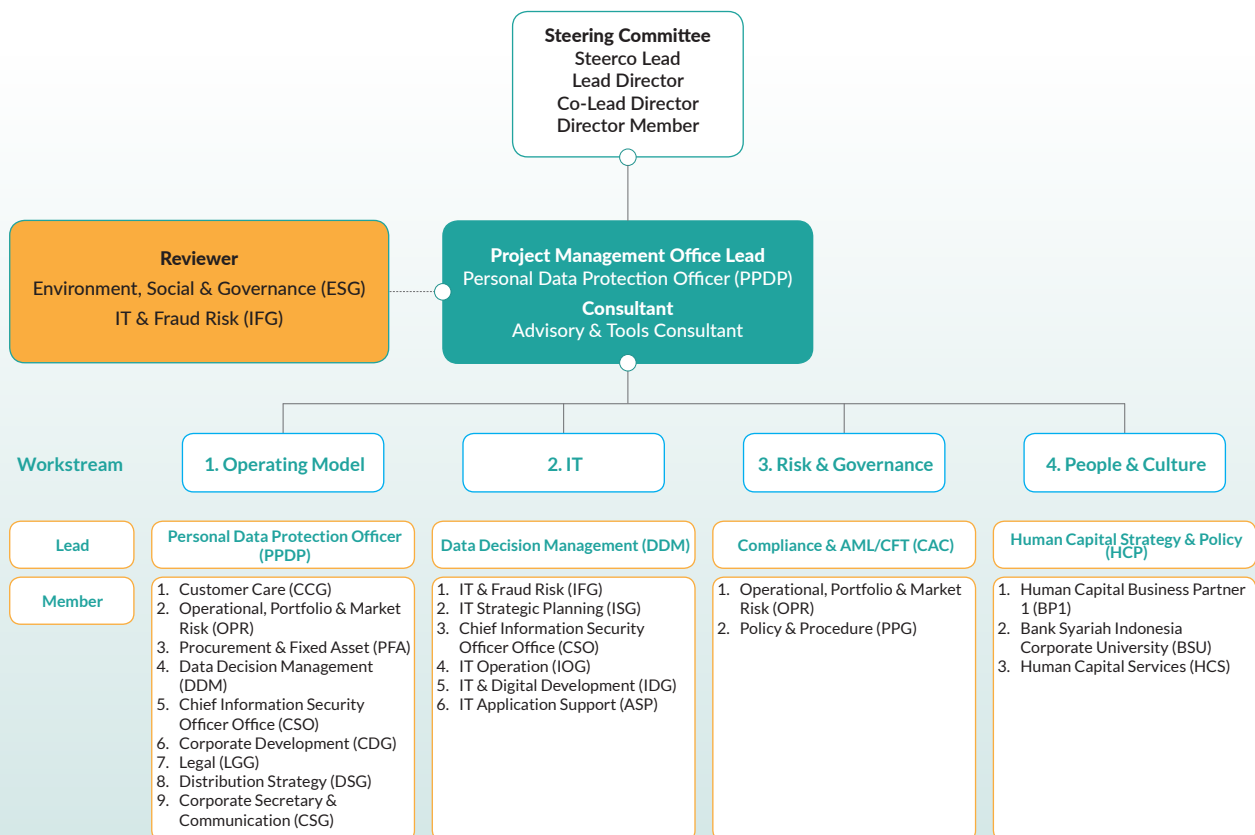 Steering Committee
Steerco Lead
Lead Director
Co-Lead Director
Director Member
Reviewer
Environment, Social & Governance (ESG)
IT & Fraud Risk (IFG)
Project Management Office Lead
Personal Data Protection Officer (PPDP)
Consultant
Advisory & Tools Consultant
Workstream
1. Operating Model
2. IT
3. Risk & Governance
4. People & Culture
Lead
Personal Data Protection Officer
(PPDP)
Data Decision Management (DDM)
Compliance & AML/CFT (CAC)
Human Capital Strategy & Policy
(HCP)
Member
1. Customer Care (CCG)
2. Operational, Portfolio & Market
Risk (OPR)
3. Procurement & Fixed Asset (PFA)
4. Data Decision Management
(DDM)
5. Chief Information Security
Officer Office (CSO)
6. Corporate Development (CDG)
7. Legal (LGG)
8. Distribution Strategy (DSG)
9. Corporate Secretary &
Communication (CSG)
1. IT & Fraud Risk (IFG)
2. IT Strategic Planning (ISG)
3. Chief Information Security
Officer Office (CSO)
4. IT Operation (IOG)
5. IT & Digital Development (IDG)
6. IT Application Support (ASP)
1. Operational, Portfolio & Market
Risk (OPR)
2. Policy & Procedure (PPG)
1. Human Capital Business Partner
1 (BP1)
2. Bank Syariah Indonesia
Corporate University (BSU)
3. Human Capital Services (HCS)